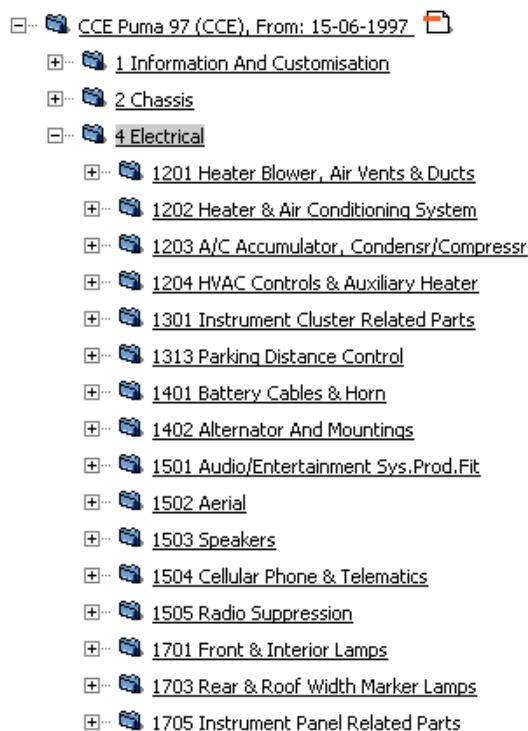 CCE Puma 97 (CCE), From: 15-06-1997
1 Information And Customisation
2 Chassis
4 Electrical
1201 Heater Blower, Air Vents & Ducts
1202 Heater & Air Conditioning System
1203 A/C Accumulator, Condensr/Compressr
1204 HVAC Controls & Auxiliary Heater
1301 Instrument Cluster Related Parts
1313 Parking Distance Control
1401 Battery Cables & Horn
1402 Alternator And Mountings
1501 Audio/Entertainment Sys.Prod.Fit
1502 Aerial
1503 Speakers
1504 Cellular Phone & Telematics
1505 Radio Suppression
1701 Front & Interior Lamps
1703 Rear & Roof Width Marker Lamps
1705 Instrument Panel Related Parts